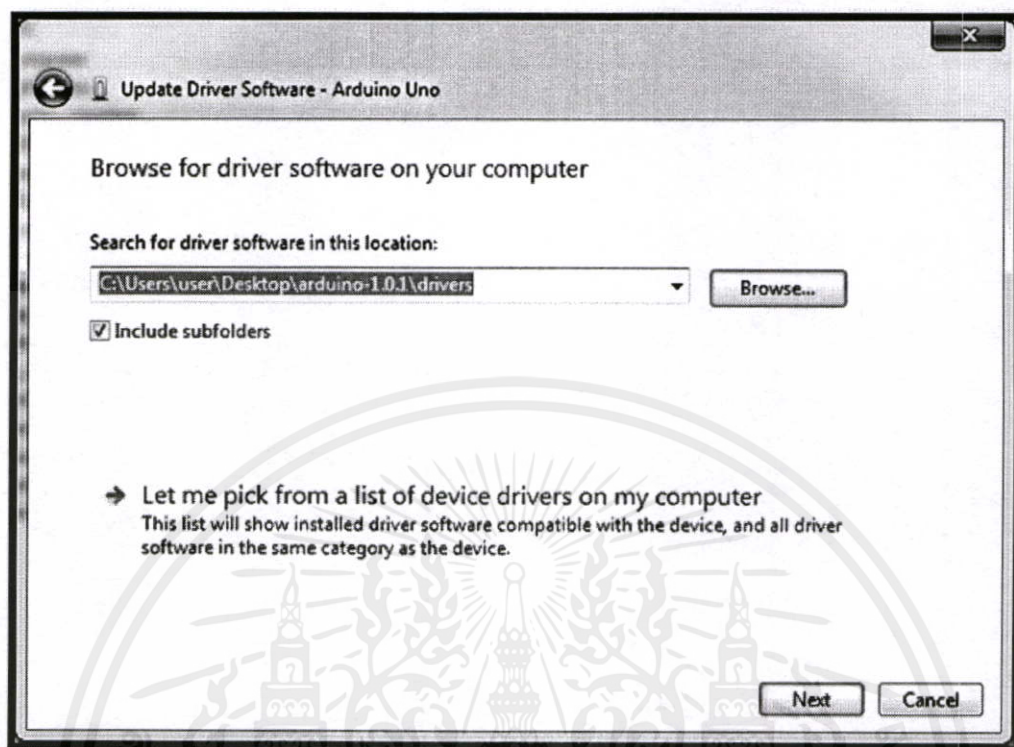 Update Driver Software - Arduino Uno
Browse for driver software on your computer
Search for driver software in this location:
C:\Users\user\Desktop\arduino-1.0.1\drivers
Browse...
Include subfolders
Let me pick from a list of device drivers on my computer
This list will show installed driver software compatible with the device, and all driver
software in the same category as the device.
Next
Cancel